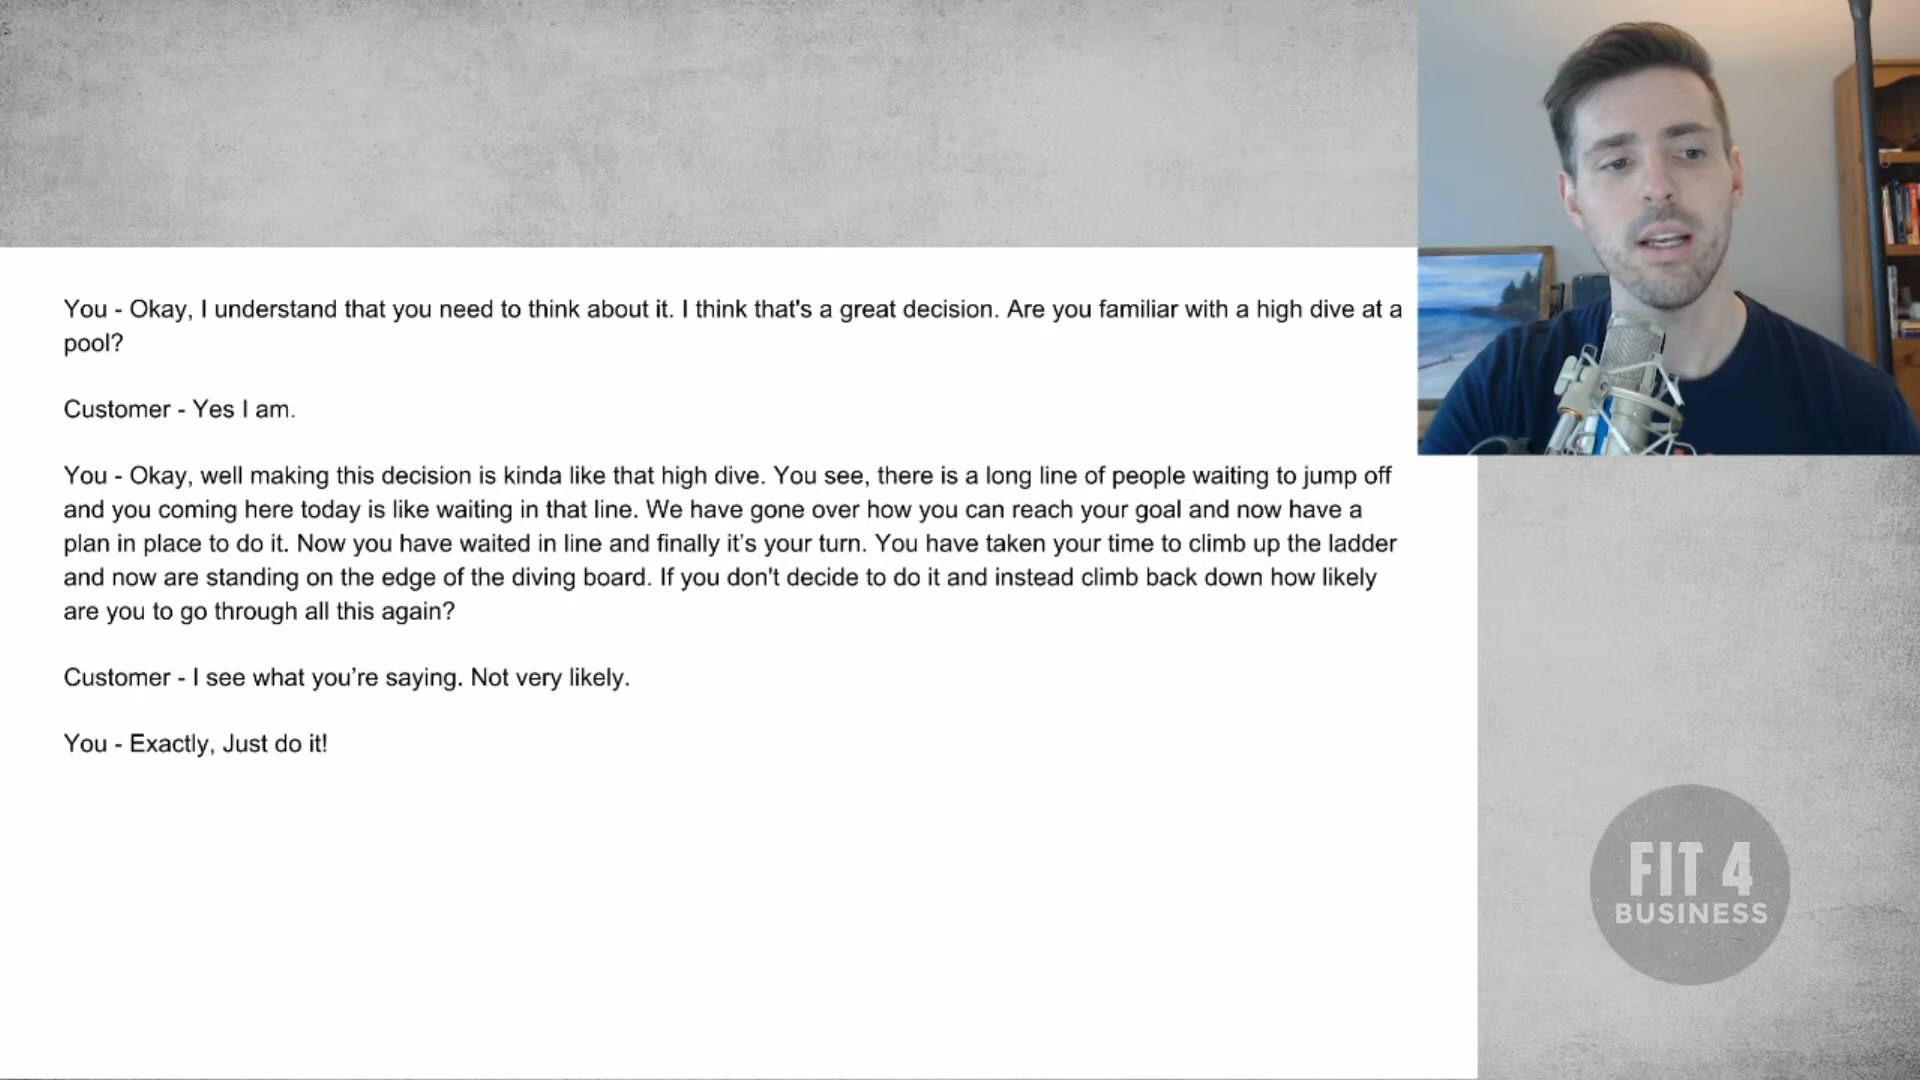 You - Okay, I understand that you need to think about it. I think that's a great decision. Are you familiar with a high dive at a
pool?
Customer - Yes I am.
You - Okay, well making this decision is kinda like that high dive. You see, there is a long line of people waiting to jump off
and you coming here today is like waiting in that line. We have gone over how you can reach your goal and now have a
plan in place to do it. Now you have waited in line and finally it’s your turn. You have taken your time to climb up the ladder
and now are standing on the edge of the diving board. If you don't decide to do it and instead climb back down how likely
are you to go through all this again?
Customer - I see what you’re saying. Not very likely.
You - Exactly, Just do it!
FIT 4
BUSINESS